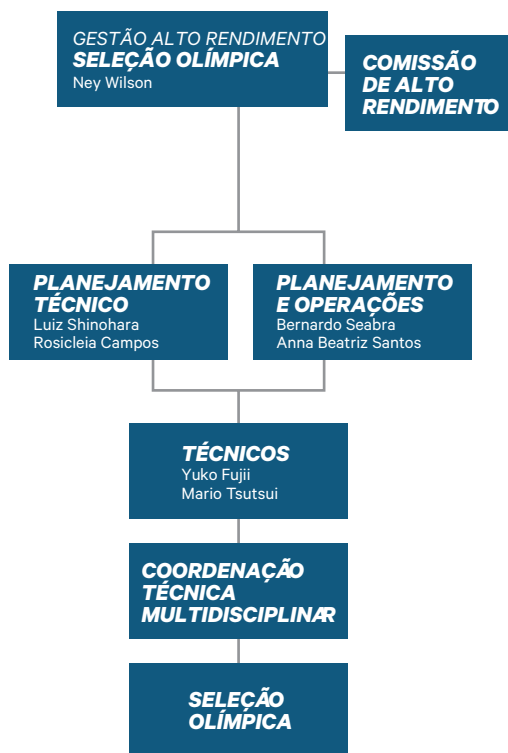 GESTÃO ALTO RENDIMENTO
SELEÇÃO OLÍMPICA
Ney Wilson
COMISSÃO
DE ALTO
RENDIMENTO
PLANEJAMENTO
TÉCNICO
Luiz Shinohara
Rosicleia Campos
PLANEJAMENTO
E OPERAÇÕES
Bernardo Seabra
Anna Beatriz Santos
TÉCNICOS
Yuko Fujii
Mario Tsutsui
COORDENAÇÃO
TÉCNICA
MULTIDISCIPLINAR
SELEÇÃO
OLÍMPICA